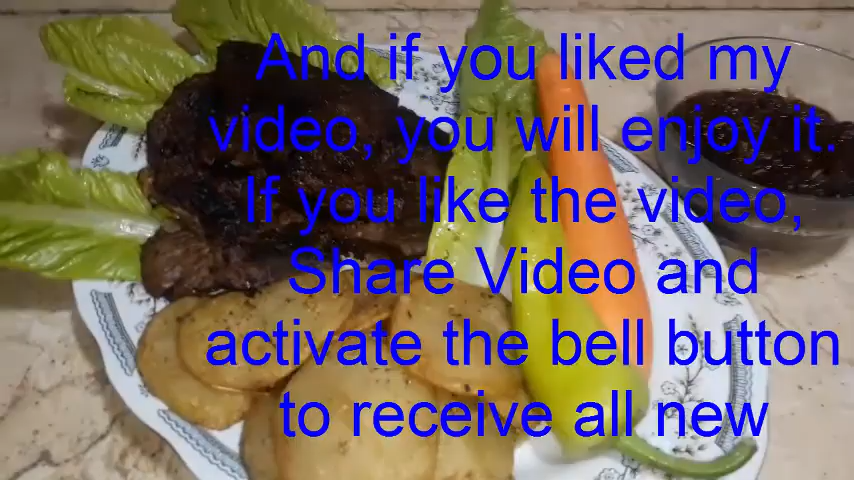 And if you liked my
video, you will enjoy it.
If you like the video,
Share Video and
activate the bell button
to receive all new